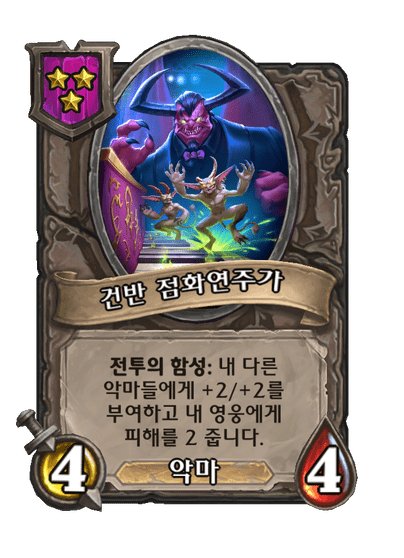 건반 점화연주가
전투의 함성: 내 다른
악마들에게 +2/+2를
부여하고 내 영웅에게
피해를 2 줍니다.
4
악마
4